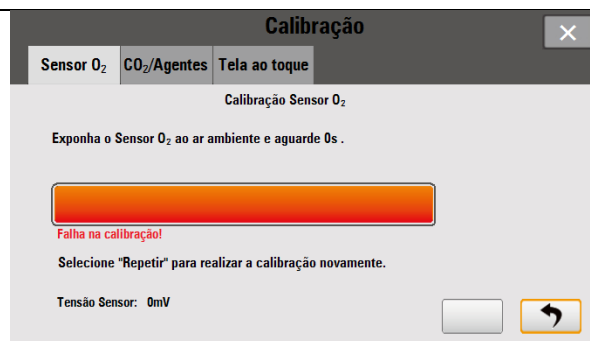 Calibração
Sensor O₂ CO₂/Agentes Tela ao toque
Calibração Sensor O₂
Exponha o Sensor O₂ ao ar ambiente e aguarde 0s .
Falha na calibração!
Selecione "Repetir" para realizar a calibração novamente.
Tensão Sensor: 0mV